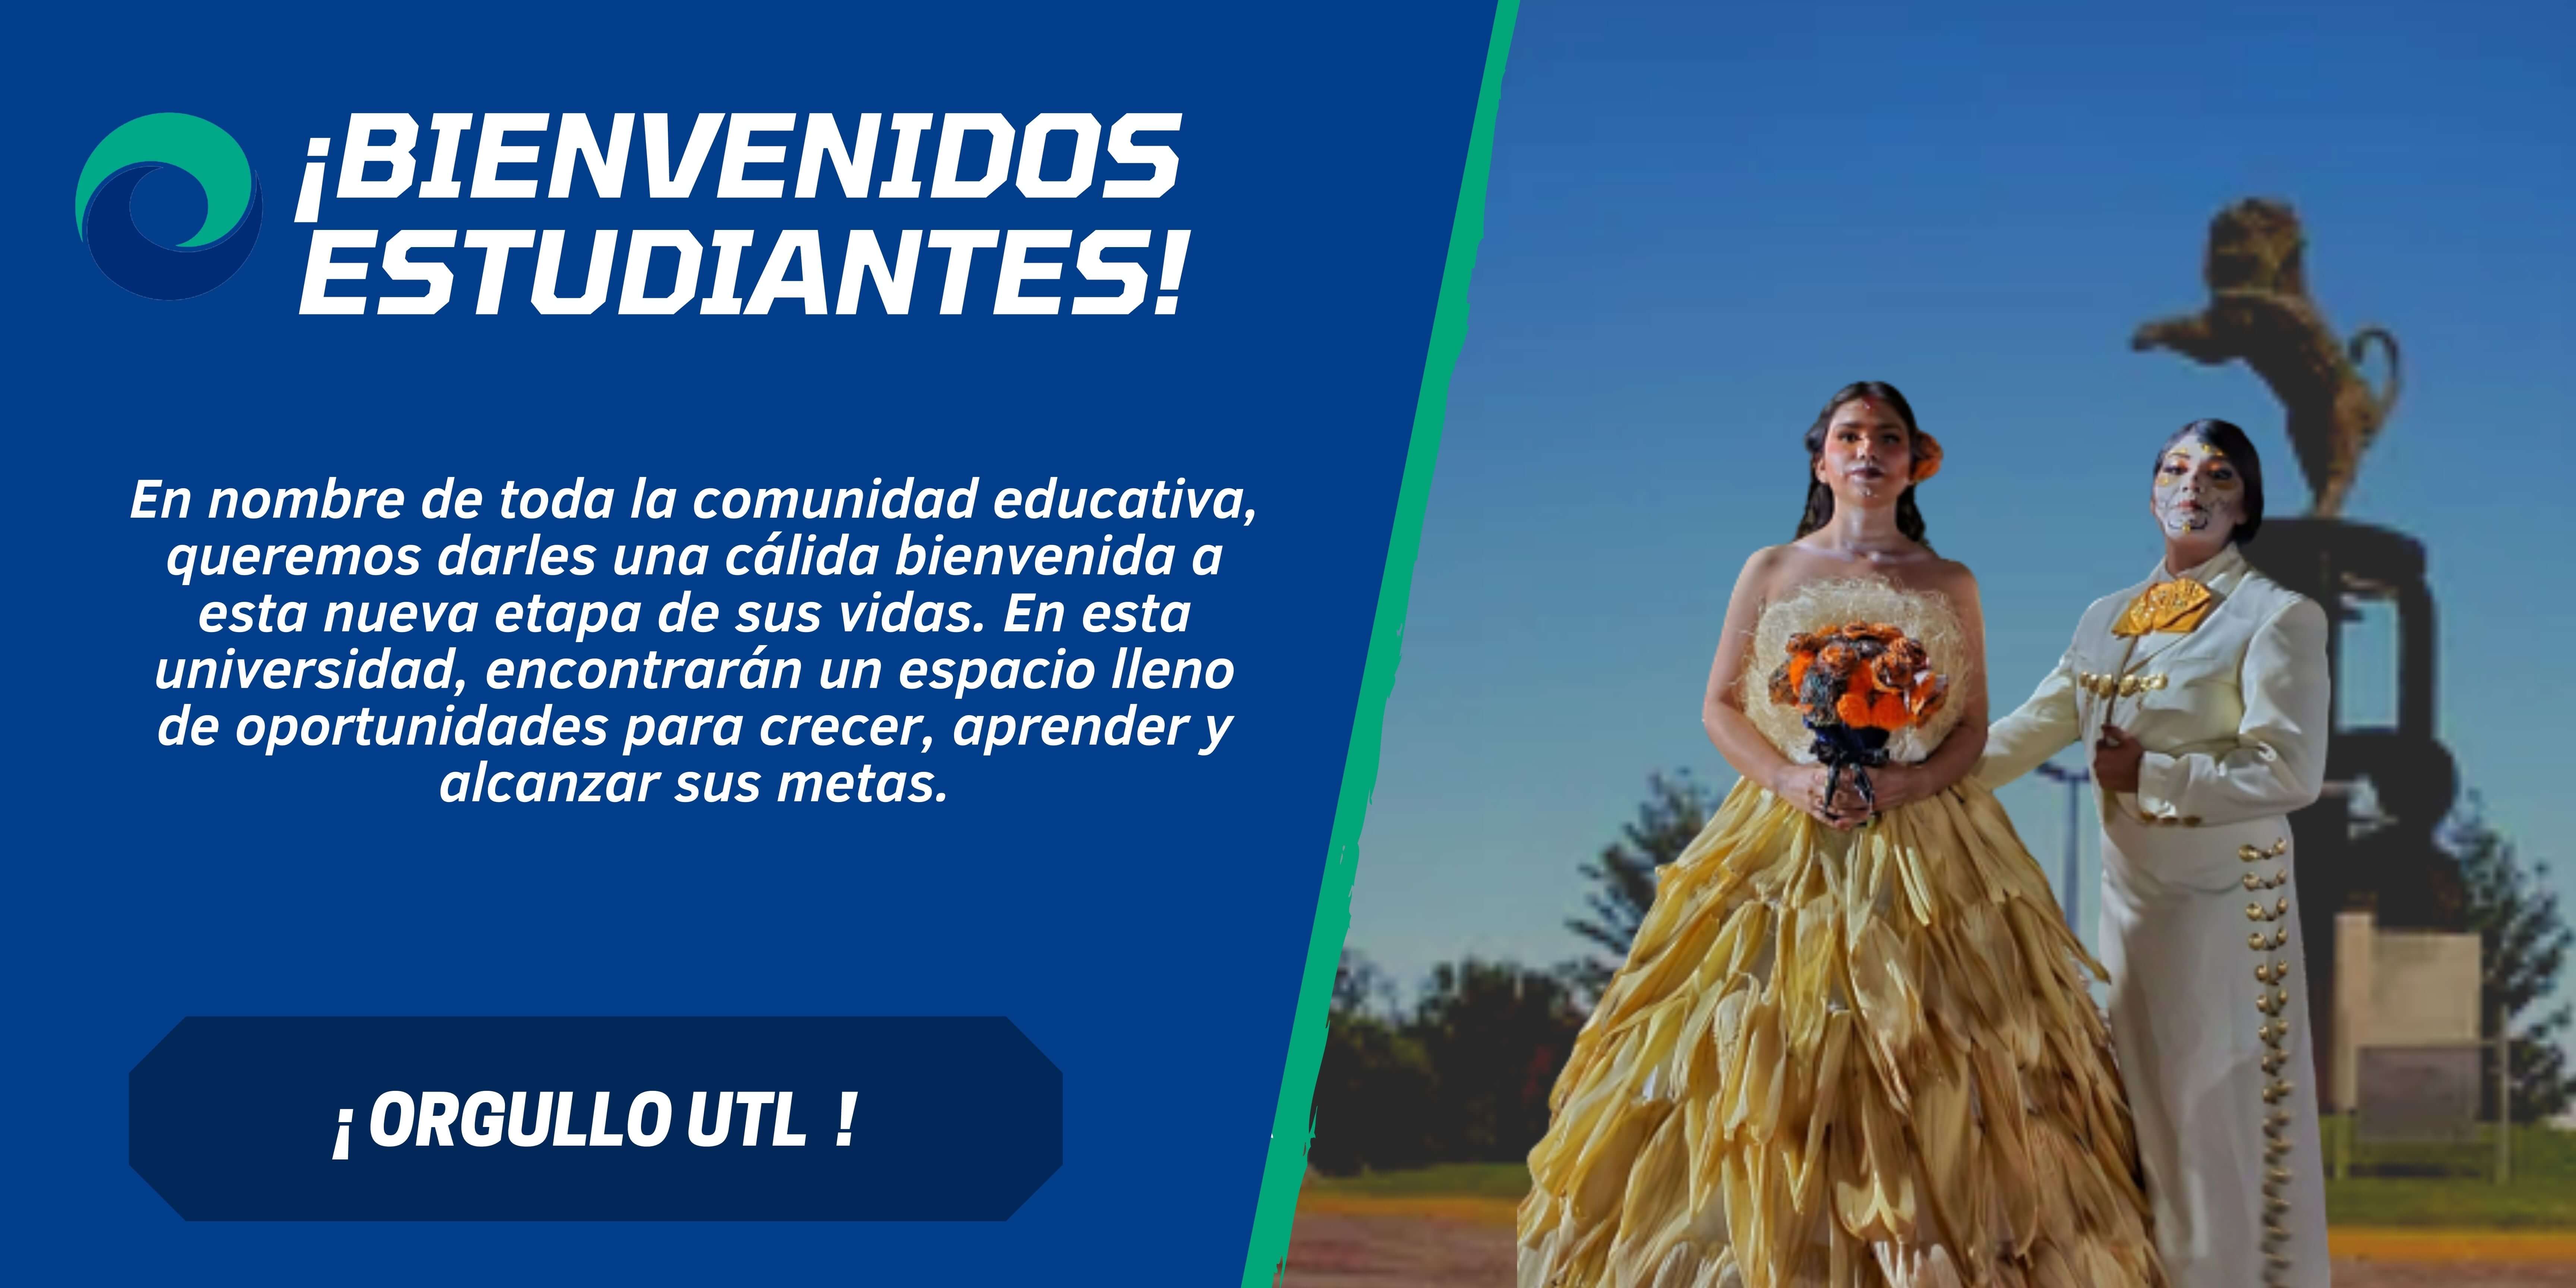 ¡BIENVENIDOS
ESTUDIANTES!
En nombre de toda la comunidad educativa,
queremos darles una cálida bienvenida a
esta nueva etapa de sus vidas. En esta
universidad, encontrarán un espacio lleno
de oportunidades para crecer, aprender y
alcanzar sus metas.
¡ ORGULLO UTL !